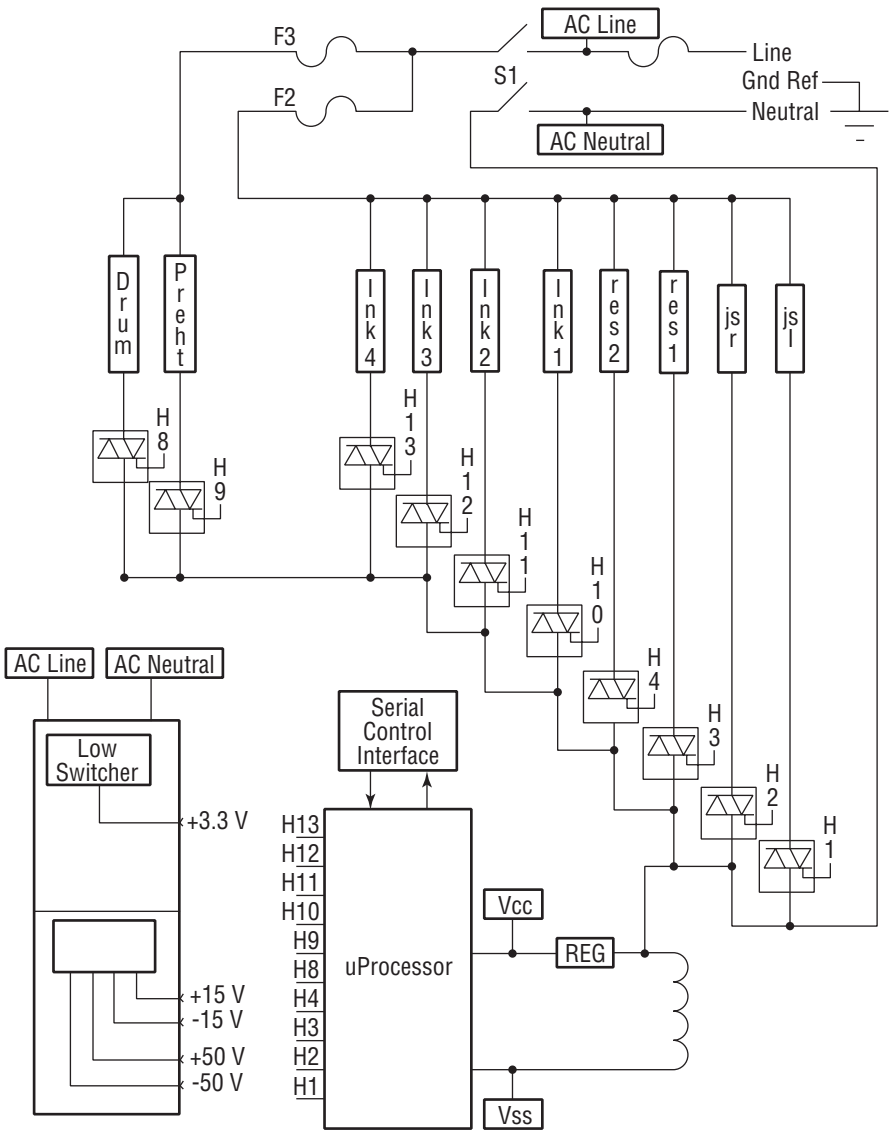 F3
AC Line
Line
S1
Gnd Ref
F2
Neutral
AC Neutral
Drum
Preht
Ink4
Ink3
Ink2
Ink1
res2
res1
jsr
jsl
H8
H9
H13
H12
H11
H10
H4
H3
H2
H1
AC Line
AC Neutral
Low
Switcher
+3.3 V
+15 V
-15 V
+50 V
-50 V
Serial
Control
Interface
H13
H12
H11
H10
H9
H8
H4
H3
H2
H1
uProcessor
Vcc
REG
Vss